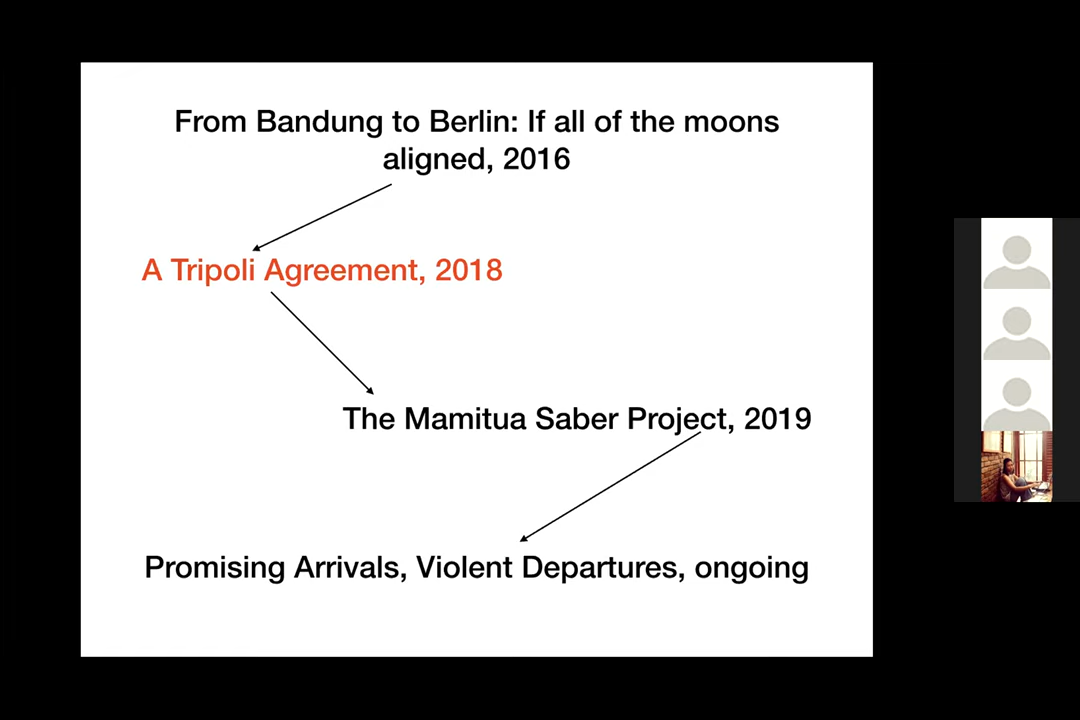 From Bandung to Berlin: If all of the moons
aligned, 2016
A Tripoli Agreement, 2018
The Mamitua Saber Project, 2019
Promising Arrivals, Violent Departures, ongoing